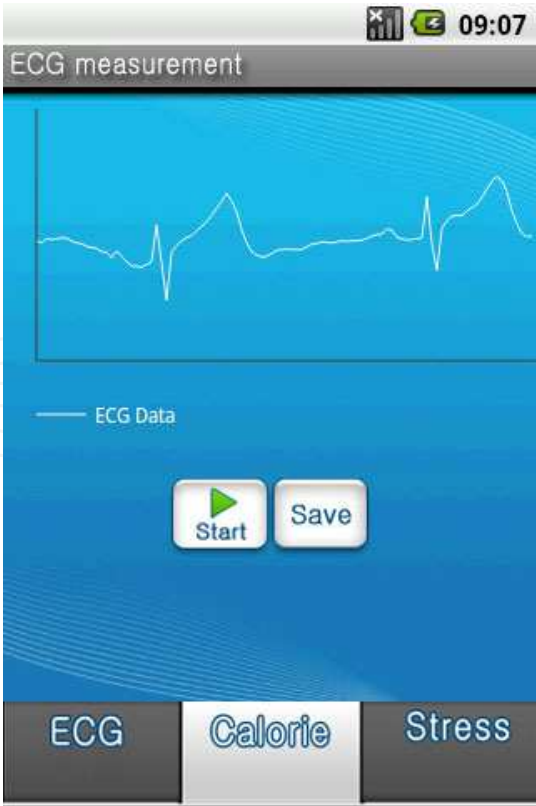 09:07
ECG measurement
ECG Data
Start
Save
ECG
Calorie
Stress